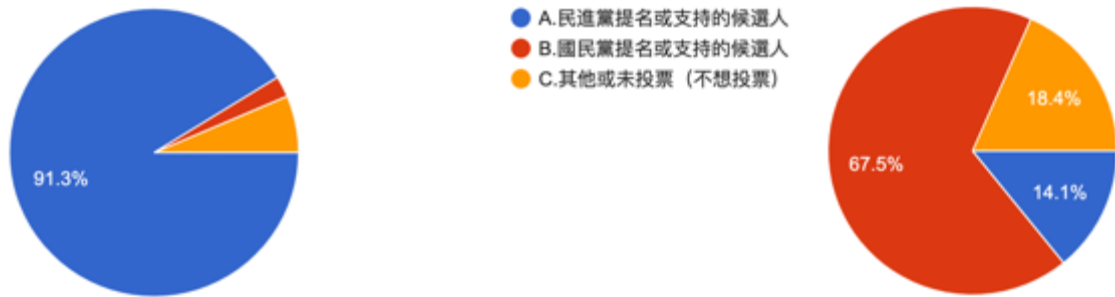 A.民進黨提名或支持的候選人
B.國民黨提名或支持的候選人
C.其他或未投票（不想投票）
91.3%
18.4%
67.5%
14.1%